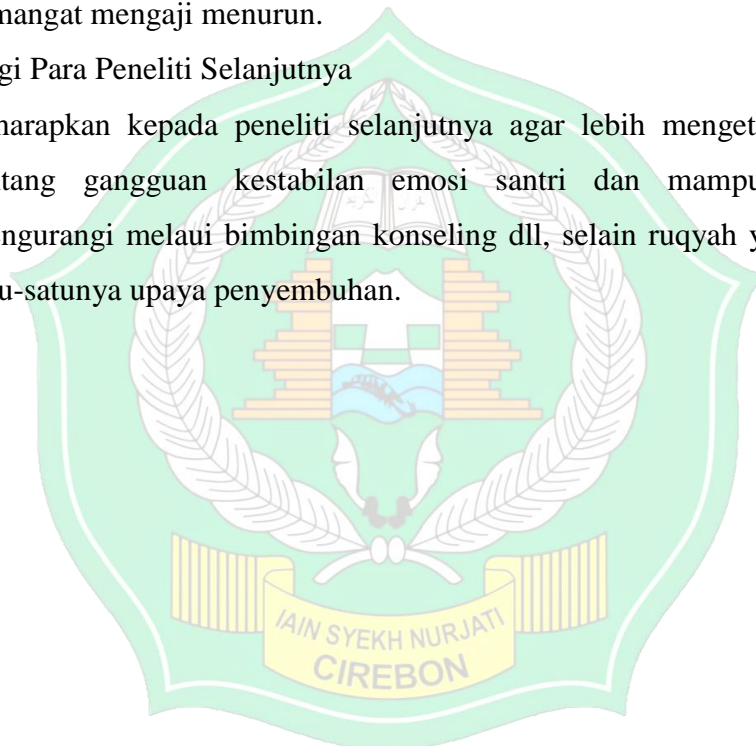 mangat mengaji menurun.
gi Para Peneliti Selanjutnya
harapkan kepada peneliti selanjutnya agar lebih menget
tang gangguan kestabilan emosi santri dan mampu
engurangi melaui bimbingan konseling dll, selain ruqyah y
u-satunya upaya penyembuhan.
IAIN SYEKH NURJATI
CIREBON